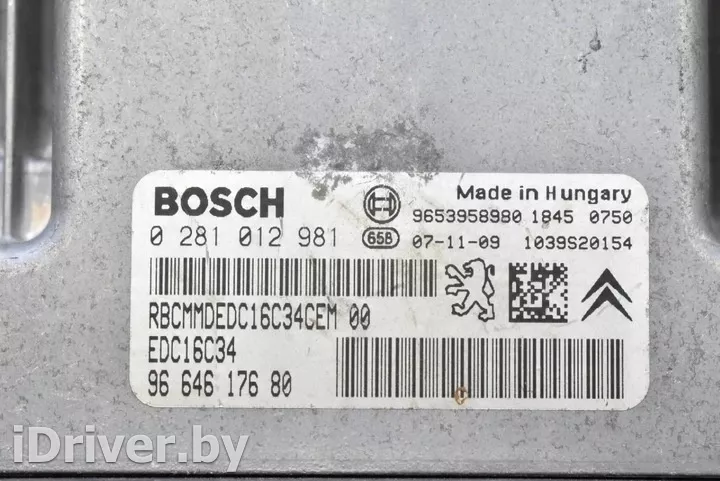 BOSCH
Made in Hungary
9653958980 1845 0750
0 281 012 981
658
07-11-09 1039S20154
RBCMMDEDC16C34CEM 00
EDC16C34
96 646 176 80
iDriver.by